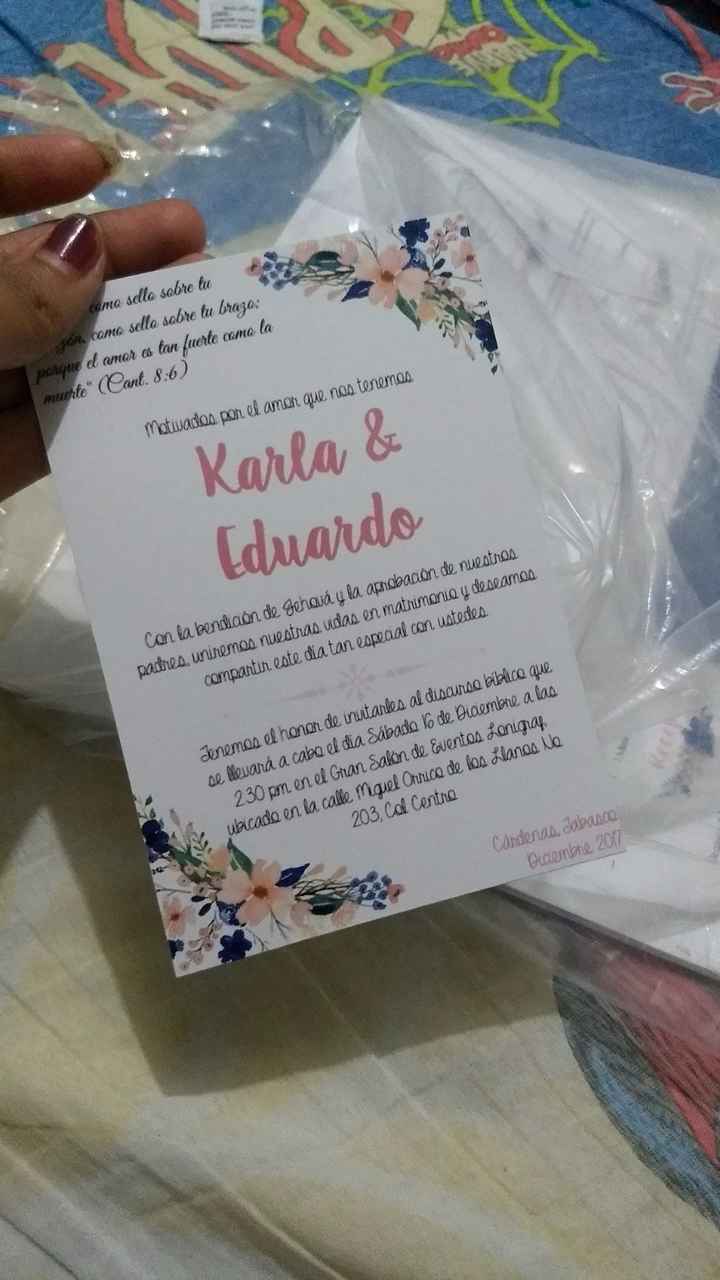 como sello sobre tu
zón, como sello sobre tu brazo;
porque el amor es tan fuerte como la
muerte" (Cant. 8:6)
Motivados por el amor que nos tenemos
Karla &
Eduardo
Con la bendición de Jehová y la aprobación de nuestros
padres, uniremos nuestras vidas en matrimonio y deseamos
compartir este día tan especial con ustedes
Tenemos el honor de invitarles al discurso bíblico que
se llevará a cabo el día Sábado 16 de Diciembre a las
2:30 pm en el Gran Salón de Eventos Lonigraf,
ubicado en la calle Miguel Orrico de los Llanos No
203, Col Centro
Cárdenas, Tabasco
Diciembre 2017